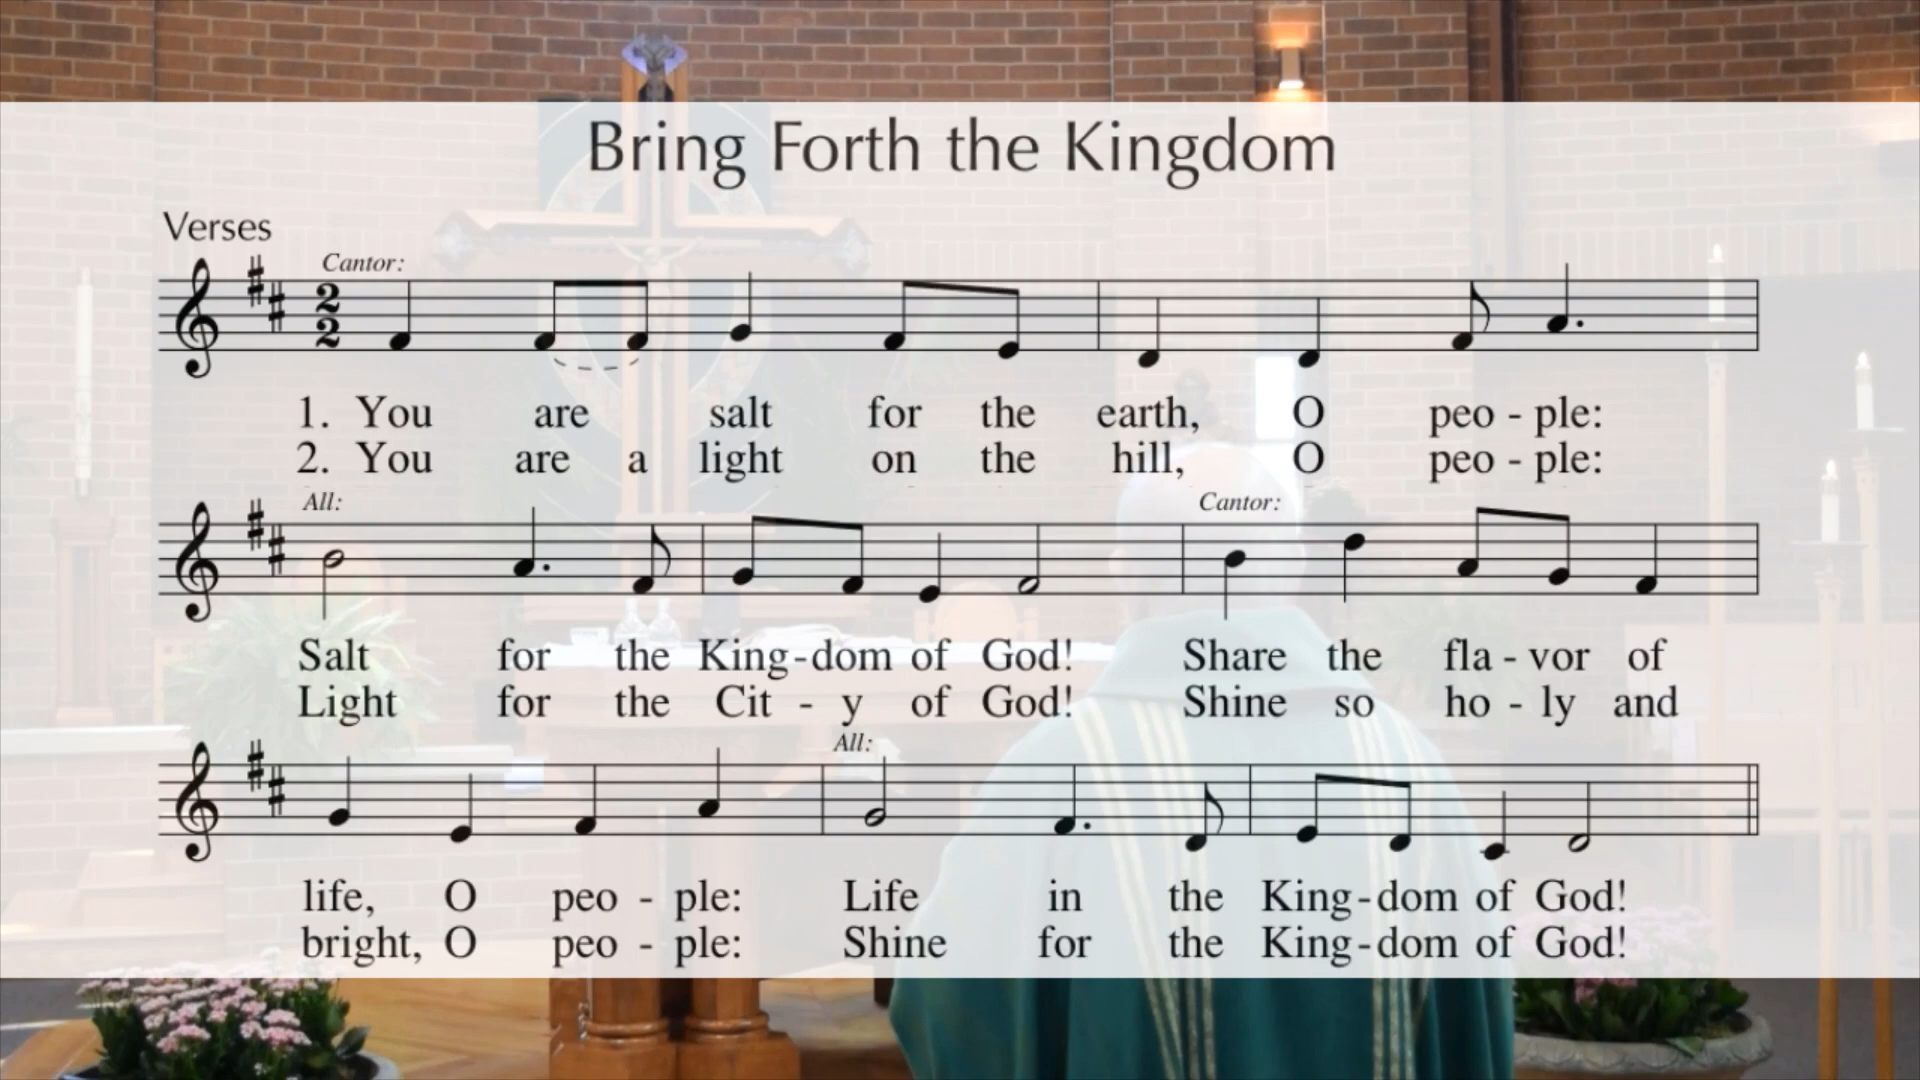 Bring Forth the Kingdom
Verses
Cantor:
1. You are salt for the earth, O peo - ple:
2. You are a light on the hill, O peo - ple:
All: Cantor:
Salt for the King - dom of God! Share the fla - vor of
Light for the Cit - y of God! Shine so ho - ly and
All:
life, O peo - ple: Life in the King - dom of God!
bright, O peo - ple: Shine for the King - dom of God!